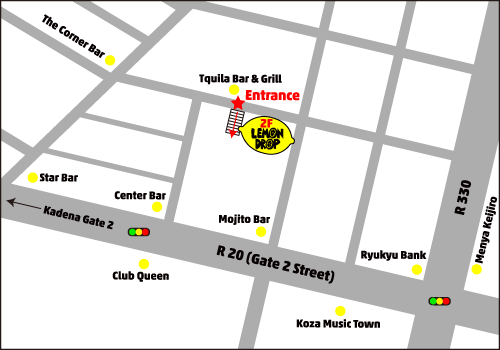 The Corner Bar
Tquila Bar & Grill
Entrance
2F
LEMON
DROP
Star Bar
Center Bar
Kadena Gate 2
Mojito Bar
R 330
Menya Keijiro
R 20 (Gate 2 Street)
Ryukyu Bank
Club Queen
Koza Music Town